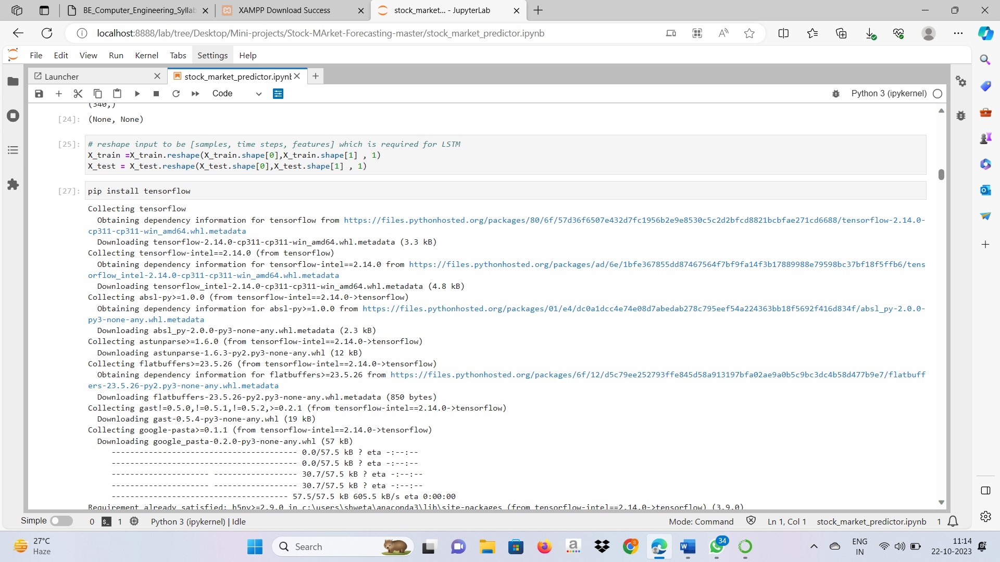 BE_Computer_Engineering_Syllab
XAMPP Download Success
stock_market... - JupyterLab
localhost:8888/lab/tree/Desktop/Mini-projects/Stock-MArket-Forecasting-master/stock_market_predictor.ipynb
File Edit View Run Kernel Tabs Settings Help
Launcher
stock_market_predictor.ipynb
Code
Python 3 (ipykernel)
(340,)
[24]: (None, None)
[25]: # reshape input to be [samples, time steps, features] which is required for LSTM
X_train =X_train.reshape(X_train.shape[0],X_train.shape[1] , 1)
X_test = X_test.reshape(X_test.shape[0],X_test.shape[1] , 1)
[27]: pip install tensorflow
Collecting tensorflow
Obtaining dependency information for tensorflow from https://files.pythonhosted.org/packages/80/6f/57d36f6507e432d7fc1956b2e9e8530c5c2d2bfcd8821bcbfae271cd6688/tensorflow-2.14.0-
cp311-cp311-win_amd64.whl.metadata
Downloading tensorflow-2.14.0-cp311-cp311-win_amd64.whl.metadata (3.3 kB)
Collecting tensorflow-intel==2.14.0 (from tensorflow)
Obtaining dependency information for tensorflow-intel==2.14.0 from https://files.pythonhosted.org/packages/ad/6e/1bfe367855dd87467564f7bf9fa14f3b17889988e79598bc37bf18f5ffb6/tens
orflow_intel-2.14.0-cp311-cp311-win_amd64.whl.metadata
Downloading tensorflow_intel-2.14.0-cp311-cp311-win_amd64.whl.metadata (4.8 kB)
Collecting absl-py>=1.0.0 (from tensorflow-intel==2.14.0->tensorflow)
Obtaining dependency information for absl-py>=1.0.0 from https://files.pythonhosted.org/packages/01/e4/dc0a1dcc4e74e08d7abedab278c795eef54a224363bb18f5692f416d834f/absl_py-2.0.0-
py3-none-any.whl.metadata
Downloading absl_py-2.0.0-py3-none-any.whl.metadata (2.3 kB)
Collecting astunparse>=1.6.0 (from tensorflow-intel==2.14.0->tensorflow)
Downloading astunparse-1.6.3-py2.py3-none-any.whl (12 kB)
Collecting flatbuffers>=23.5.26 (from tensorflow-intel==2.14.0->tensorflow)
Obtaining dependency information for flatbuffers>=23.5.26 from https://files.pythonhosted.org/packages/6f/12/d5c79ee252793ffe845d58a913197bfa02ae9a0b5c9bc3dc4b58d477b9e7/flatbuff
ers-23.5.26-py2.py3-none-any.whl.metadata
Downloading flatbuffers-23.5.26-py2.py3-none-any.whl.metadata (850 bytes)
Collecting gast!=0.5.0,!=0.5.1,!=0.5.2,>=0.2.1 (from tensorflow-intel==2.14.0->tensorflow)
Downloading gast-0.5.4-py3-none-any.whl (19 kB)
Collecting google-pasta>=0.1.1 (from tensorflow-intel==2.14.0->tensorflow)
Downloading google_pasta-0.2.0-py3-none-any.whl (57 kB)
---------------------------------------- 0.0/57.5 kB ? eta -:--:--
---------------------------------------- 0.0/57.5 kB ? eta -:--:--
--------------------- ------------------ 30.7/57.5 kB ? eta -:--:--
--------------------- ------------------ 30.7/57.5 kB ? eta -:--:--
-------------------------------------- 57.5/57.5 kB 605.5 kB/s eta 0:00:00
Requirement already satisfied: h5py>=2.9.0 in c:\users\shweta\anaconda3\lib\site-packages (from tensorflow-intel==2.14.0->tensorflow) (3.9.0)
Simple 0 $_ 1 Python 3 (ipykernel) | Idle
Mode: Command Ln 1, Col 1 stock_market_predictor.ipynb 1
27°C
Haze
Search
34
ENG
IN
11:14
22-10-2023